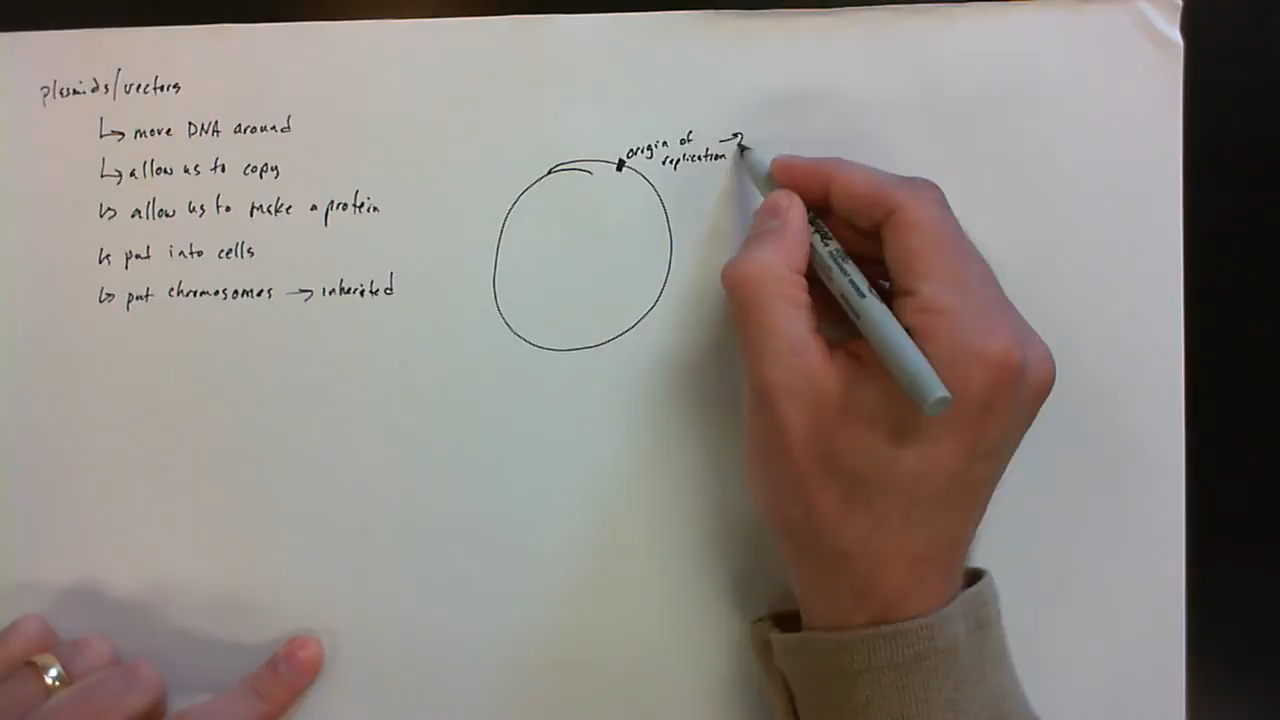 plasmids/vectors
↳ move DNA around
↳ allow us to copy
↳ allow us to make a protein
↳ put into cells
↳ put chromosomes → inherited
origin of
replication →